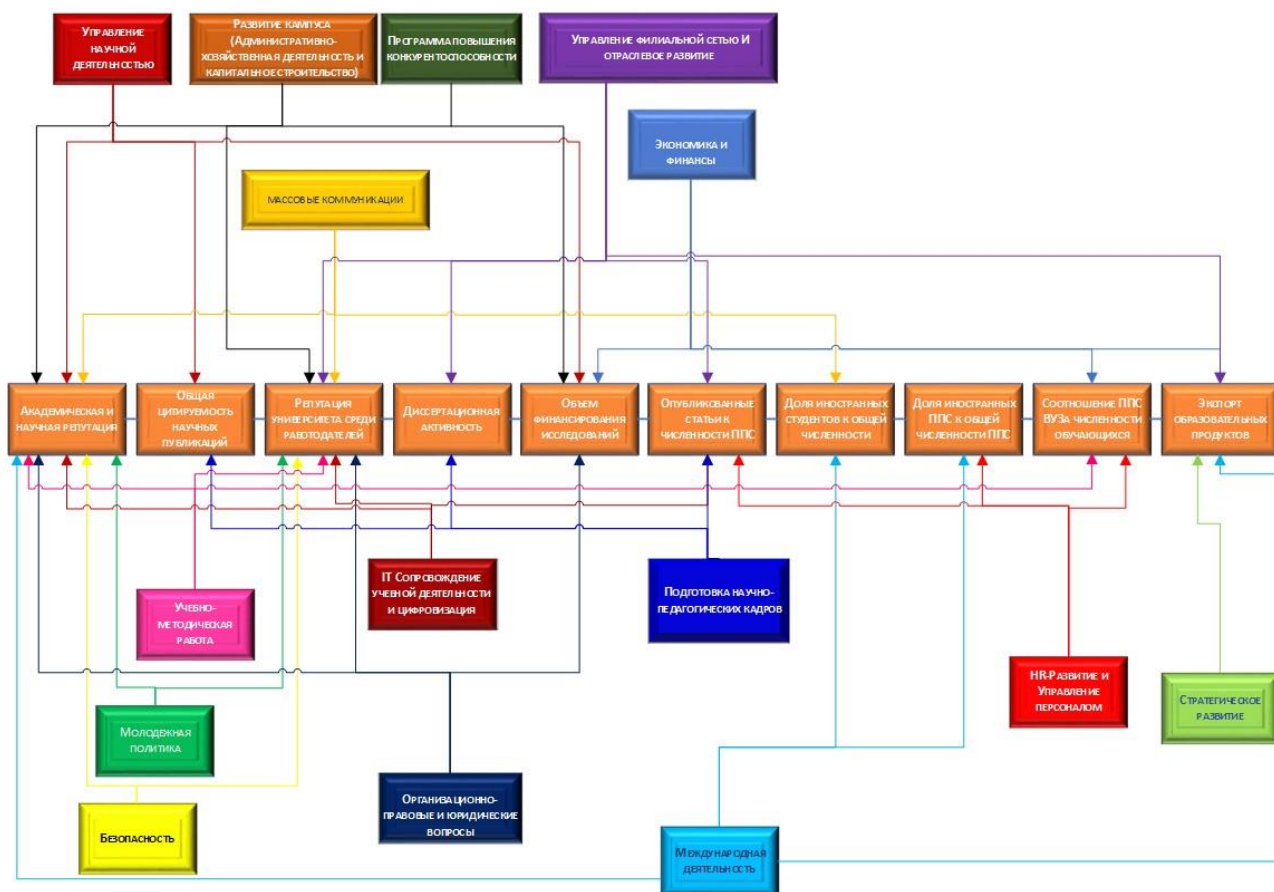 УПРАВЛЕНИЕ
НАУЧНОЙ
ДЕЯТЕЛЬНОСТЬЮ
РАЗВИТИЕ КАМПУСА
(АДМИНИСТРАТИВНО-
ХОЗЯЙСТВЕННАЯ ДЕЯТЕЛЬНОСТЬ И
КАПИТАЛЬНОЕ СТРОИТЕЛЬСТВО)
ПРОГРАММА ПОВЫШЕНИЯ
КОНКУРЕНТОСПОСОБНОСТИ
УПРАВЛЕНИЕ ФИЛИАЛЬНОЙ СЕТЬЮ И
ОТРАСЛЕВОЕ РАЗВИТИЕ
ЭКОНОМИКА И
ФИНАНСЫ
МАССОВЫЕ КОММУНИКАЦИИ
АКАДЕМИЧЕСКАЯ И
НАУЧНАЯ РЕПУТАЦИЯ
ОБЩАЯ
ЦИТИРУЕМОСТЬ
НАУЧНЫХ
ПУБЛИКАЦИЙ
РЕПУТАЦИЯ
УНИВЕРСИТЕТА СРЕДИ
РАБОТОДАТЕЛЕЙ
ДИССЕРТАЦИОННАЯ
АКТИВНОСТЬ
ОБЪЕМ
ФИНАНСИРОВАНИЯ
ИССЛЕДОВАНИЙ
ОПУБЛИКОВАННЫЕ
СТАТЬИ К
ЧИСЛЕННОСТИ ППС
ДОЛЯ ИНОСТРАННЫХ
СТУДЕНТОВ К ОБЩЕЙ
ЧИСЛЕННОСТИ
ДОЛЯ ИНОСТРАННЫХ
ППС К ОБЩЕЙ
ЧИСЛЕННОСТИ ППС
СООТНОШЕНИЕ ППС
ВУЗА ЧИСЛЕННОСТИ
ОБУЧАЮЩИХСЯ
ЭКСПОРТ
ОБРАЗОВАТЕЛЬНЫХ
ПРОДУКТОВ
IT СОПРОВОЖДЕНИЕ
УЧЕБНОЙ ДЕЯТЕЛЬНОСТИ
И ЦИФРОВИЗАЦИЯ
ПОДГОТОВКА НАУЧНО-
ПЕДАГОГИЧЕСКИХ КАДРОВ
УЧЕБНО-
МЕТОДИЧЕСКАЯ
РАБОТА
HR-РАЗВИТИЕ И
УПРАВЛЕНИЕ
ПЕРСОНАЛОМ
СТРАТЕГИЧЕСКОЕ
РАЗВИТИЕ
МОЛОДЕЖНАЯ
ПОЛИТИКА
ОРГАНИЗАЦИОННО-
ПРАВОВЫЕ И ЮРИДИЧЕСКИЕ
ВОПРОСЫ
БЕЗОПАСНОСТЬ
МЕЖДУНАРОДНАЯ
ДЕЯТЕЛЬНОСТЬ